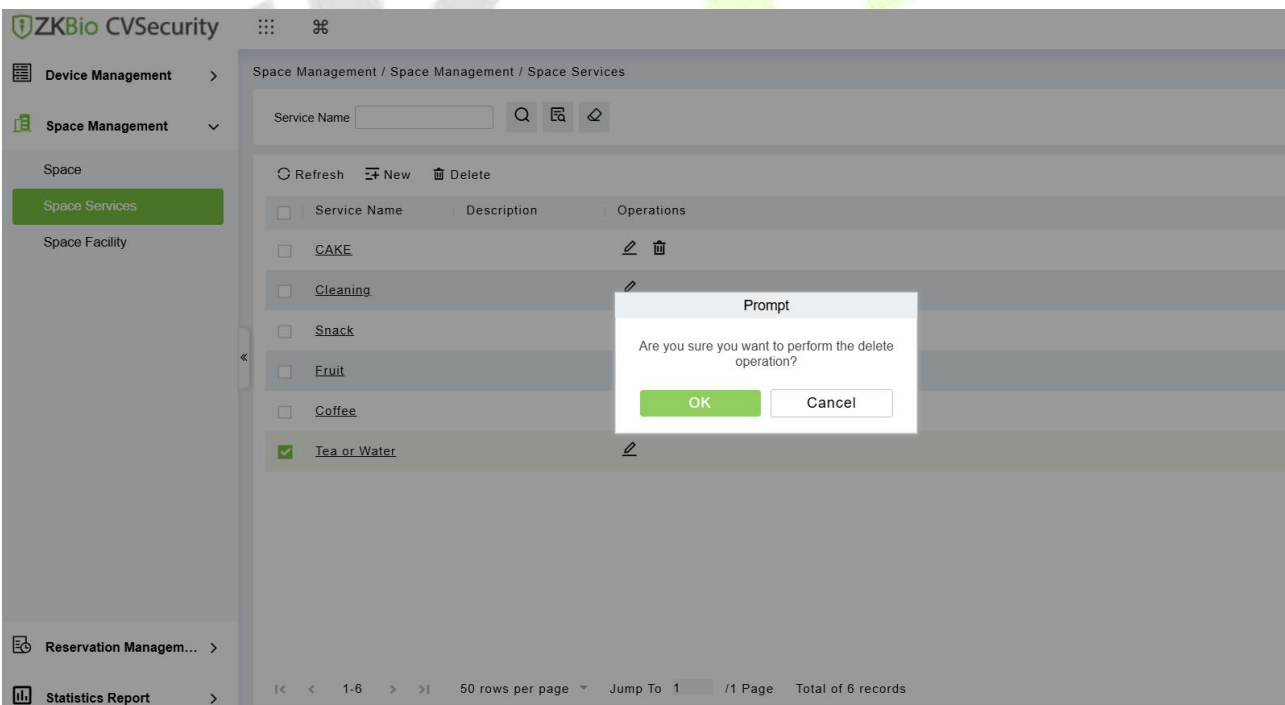 ZKBio CVSecurity
Device Management
Space Management / Space Management / Space Services
Service Name
Space Management
Space
Refresh New Delete
Space Services
Service Name Description Operations
Space Facility
CAKE
Cleaning
Prompt
Snack
Are you sure you want to perform the delete
operation?
Fruit
OK Cancel
Coffee
Tea or Water
Reservation Managem...
1-6 50 rows per page Jump To 1 /1 Page Total of 6 records
Statistics Report